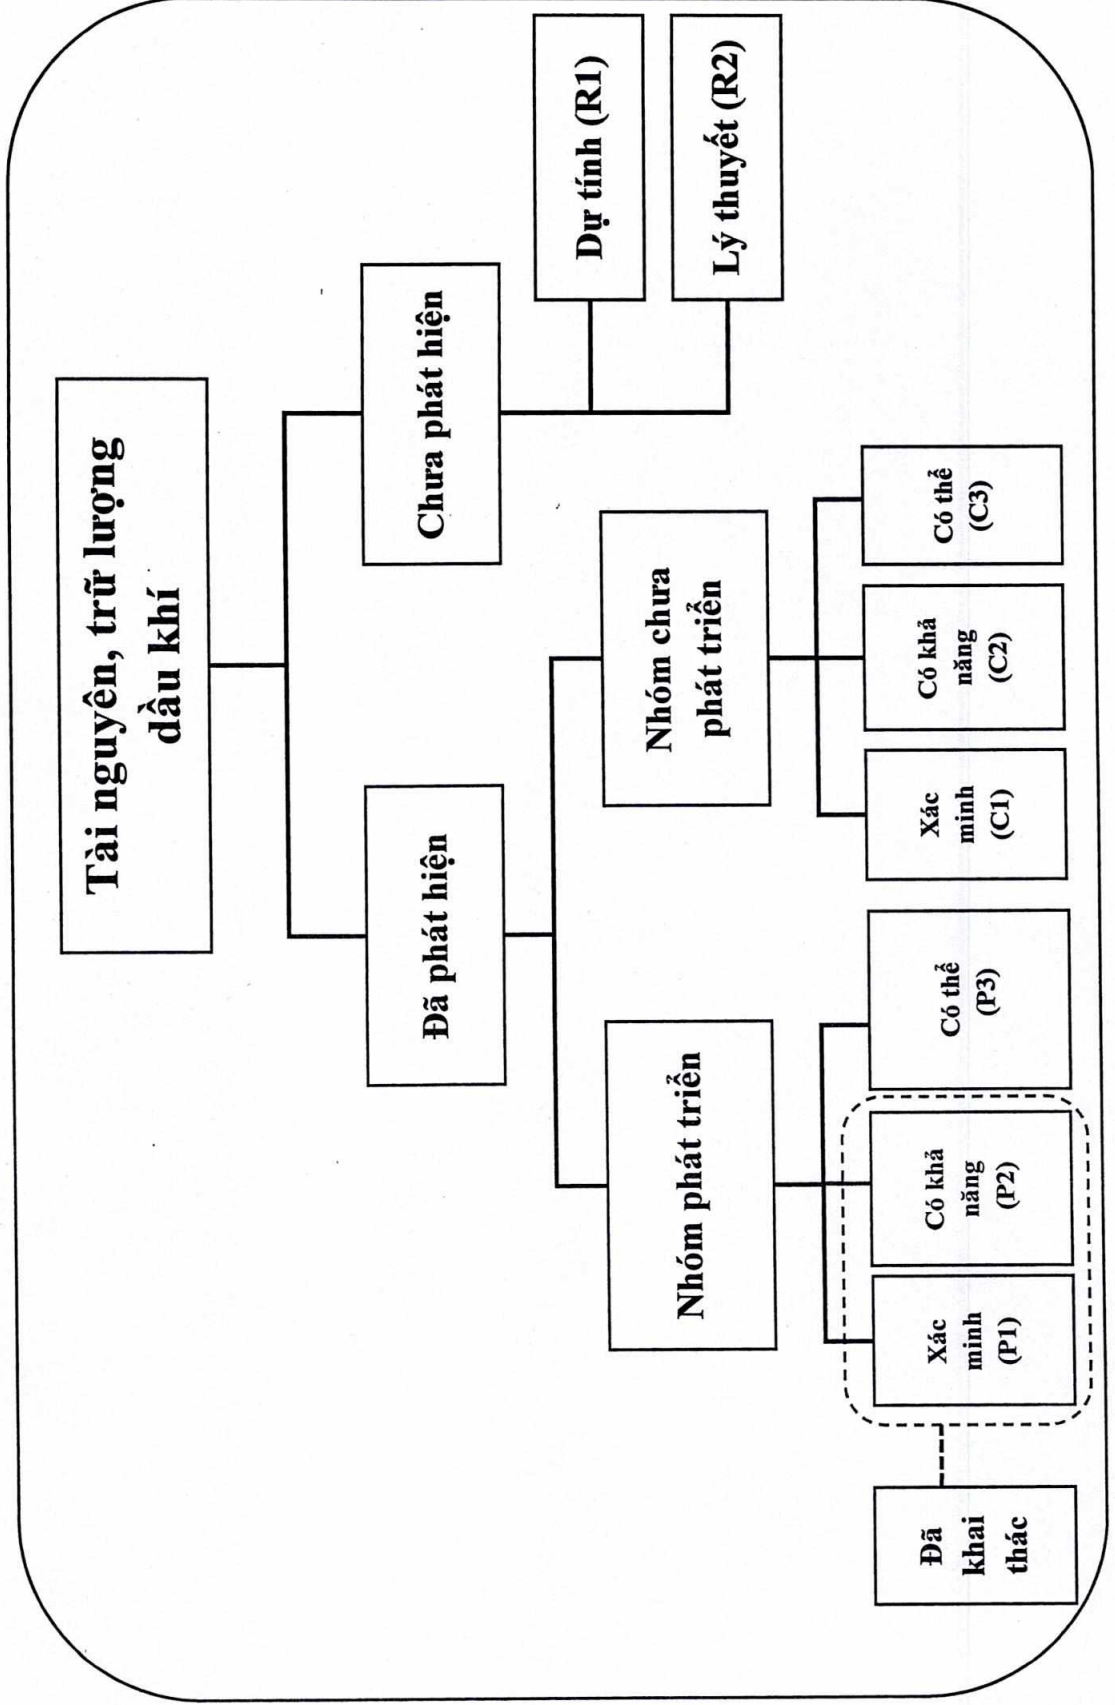 Tài nguyên, trữ lượng
dầu khí
Đã phát hiện
Chưa phát hiện
Dự tính (R1)
Lý thuyết (R2)
Nhóm phát triển
Nhóm chưa
phát triển
Đã
khai
thác
Xác
minh
(P1)
Có khả
năng
(P2)
Có thể
(P3)
Xác
minh
(C1)
Có khả
năng
(C2)
Có thể
(C3)